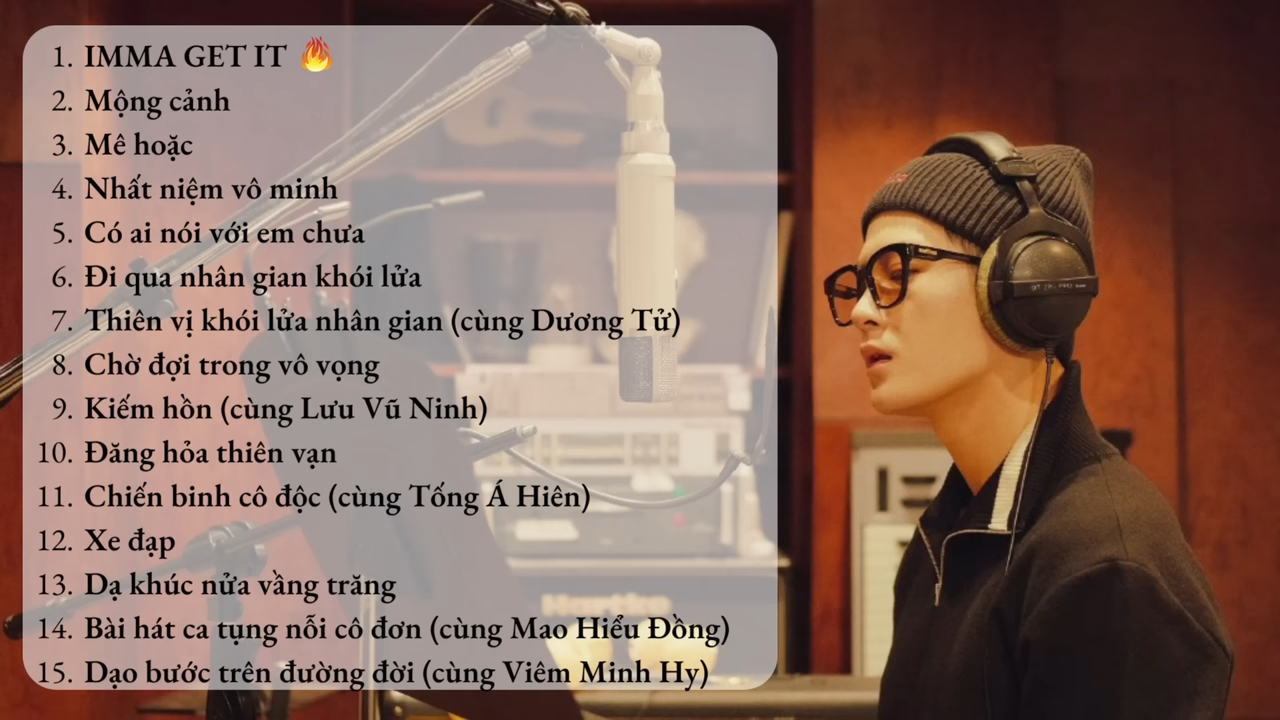 1. IMMA GET IT 🔥
2. Mộng cảnh
3. Mê hoặc
4. Nhất niệm vô minh
5. Có ai nói với em chưa
6. Đi qua nhân gian khói lửa
7. Thiên vị khói lửa nhân gian (cùng Dương Tử)
8. Chờ đợi trong vô vọng
9. Kiếm hồn (cùng Lưu Vũ Ninh)
10. Đăng hỏa thiên vạn
11. Chiến binh cô độc (cùng Tống Á Hiên)
12. Xe đạp
13. Dạ khúc nửa vầng trăng
14. Bài hát ca tụng nỗi cô đơn (cùng Mao Hiểu Đồng)
15. Dạo bước trên đường đời (cùng Viêm Minh Hy)
Hartke